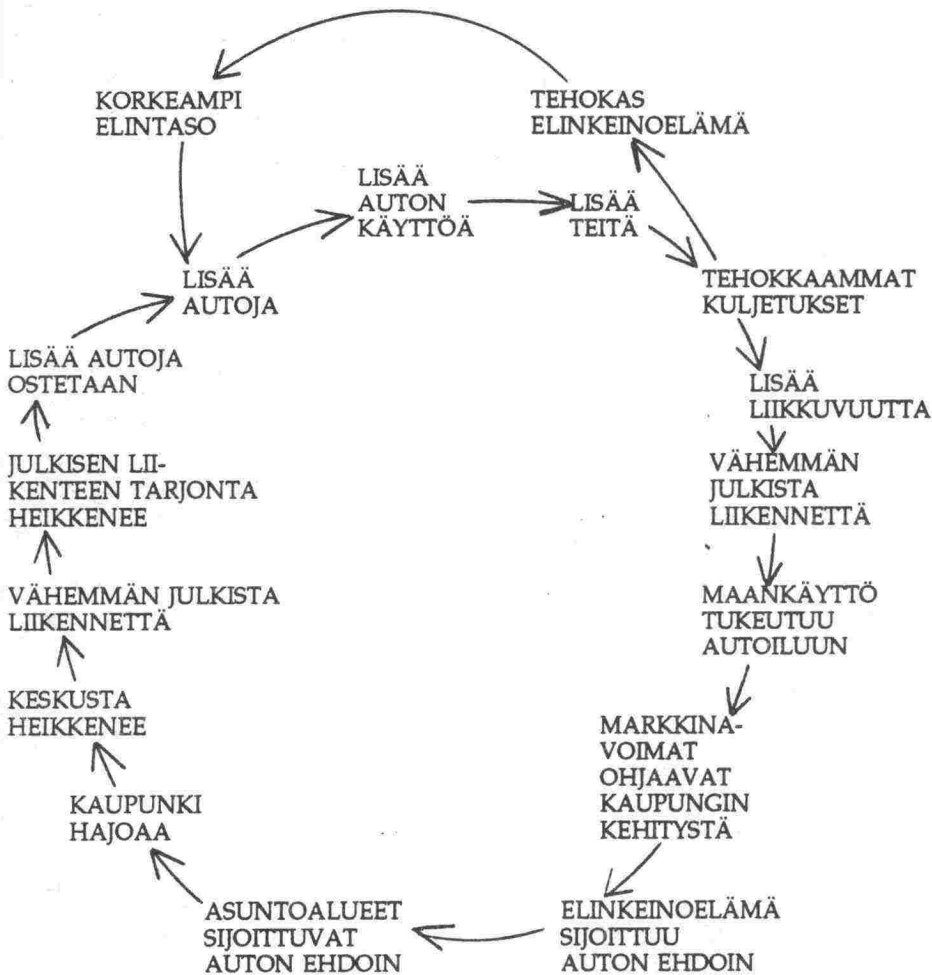 KORKEAMPI
ELINTASO
TEHOKAS
ELINKEINOELÄMÄ
LISÄÄ
AUTON
KÄYTTÖÄ
LISÄÄ
TEITÄ
LISÄÄ
AUTOJA
TEHOKKAAMMAT
KULJETUKSET
LISÄÄ AUTOJA
OSTETAAN
LISÄÄ
LIIKKUVUUTTA
JULKISEN LII-
KENTEEN TARJONTA
HEIKKENEE
VÄHEMMÄN
JULKISTA
LIIKENNETTÄ
VÄHEMMÄN JULKISTA
LIIKENNETTÄ
MAANKÄYTTÖ
TUKEUTUU
AUTOILUUN
KESKUSTA
HEIKKENEE
MARKKINA-
VOIMAT
OHJAAVAT
KAUPUNGIN
KEHITYSTÄ
KAUPUNKI
HAJOAA
ASUNTOALUEET
SIJOITTUVAT
AUTON EHDOIN
ELINKEINOELÄMÄ
SIJOITTUU
AUTON EHDOIN